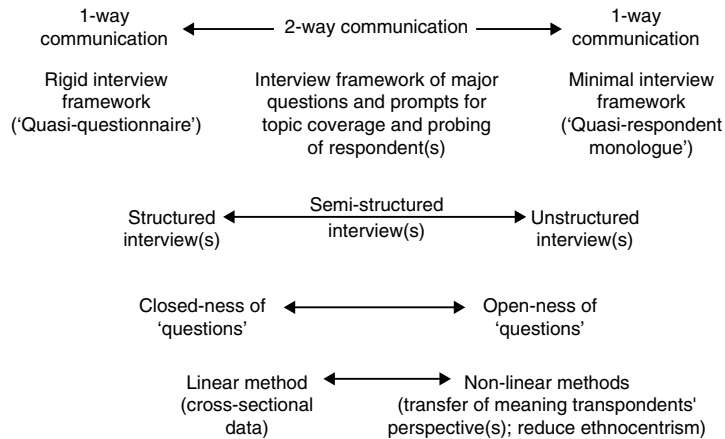 1-way communication
2-way communication
1-way communication
Rigid interview
framework
(‘Quasi-questionnaire’)
Interview framework of major
questions and prompts for
topic coverage and probing
of respondent(s)
Minimal interview
framework
(‘Quasi-respondent
monologue’)
Structured
interview(s)
Semi-structured
interview(s)
Unstructured
interview(s)
Closed-ness of
‘questions’
Open-ness of
‘questions’
Linear method
(cross-sectional
data)
Non-linear methods
(transfer of meaning transpondents'
perspective(s); reduce ethnocentrism)